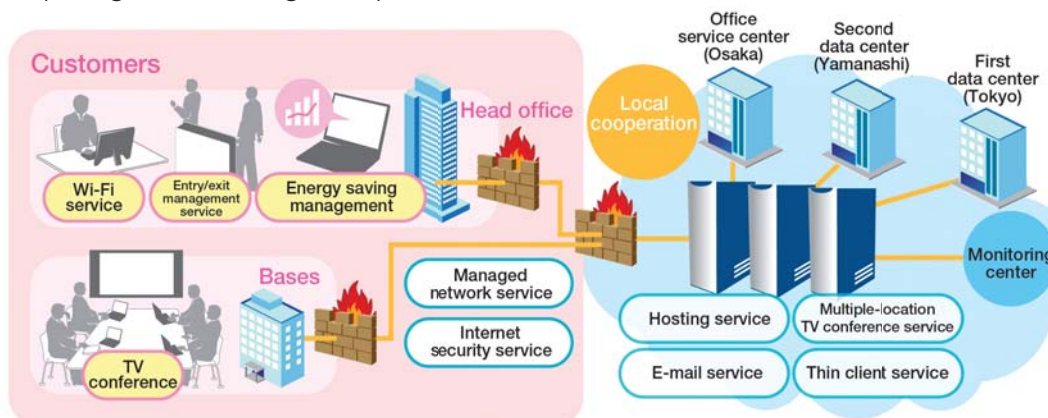 Customers
Head office
Wi-Fi
service
Entry/exit
management
service
Energy saving
management
Bases
TV
conference
Managed
network service
Internet
security service
Local
cooperation
Office
service center
(Osaka)
Second
data center
(Yamanashi)
First
data center
(Tokyo)
Monitoring
center
Hosting service
Multiple-location
TV conference service
E-mail service
Thin client service